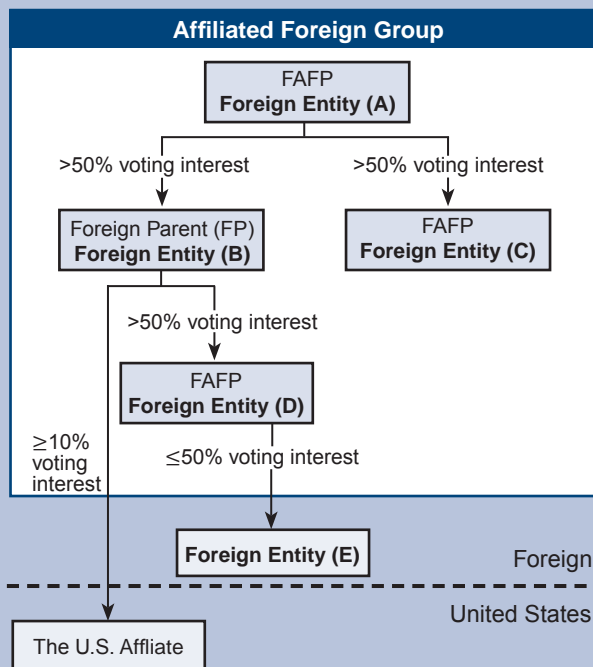 Affiliated Foreign Group
FAFP
Foreign Entity (A)
>50% voting interest
>50% voting interest
Foreign Parent (FP)
Foreign Entity (B)
FAFP
Foreign Entity (C)
>50% voting interest
FAFP
Foreign Entity (D)
≥10%
voting
interest
≤50% voting interest
Foreign Entity (E)
Foreign
United States
The U.S. Affliate